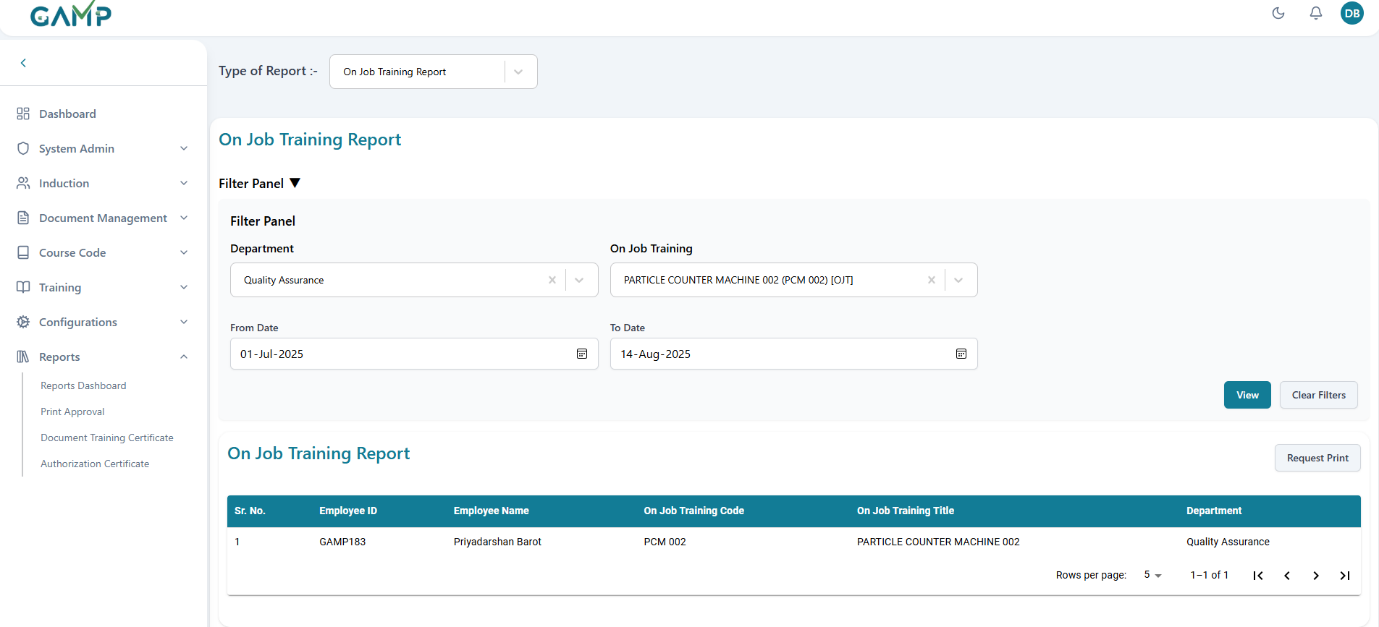 GAMP
DB
Type of Report :-
On Job Training Report
Dashboard
System Admin
Induction
Document Management
Course Code
Training
Configurations
Reports
Reports Dashboard
Print Approval
Document Training Certificate
Authorization Certificate
On Job Training Report
Filter Panel ▼
Filter Panel
Department
On Job Training
Quality Assurance
PARTICLE COUNTER MACHINE 002 (PCM 002) [OJT]
From Date
To Date
01-Jul-2025
14-Aug-2025
View
Clear Filters
On Job Training Report
Request Print
Sr. No. Employee ID Employee Name On Job Training Code On Job Training Title Department
1 GAMP183 Priyadarshan Barot PCM 002 PARTICLE COUNTER MACHINE 002 Quality Assurance
Rows per page: 5 1–1 of 1